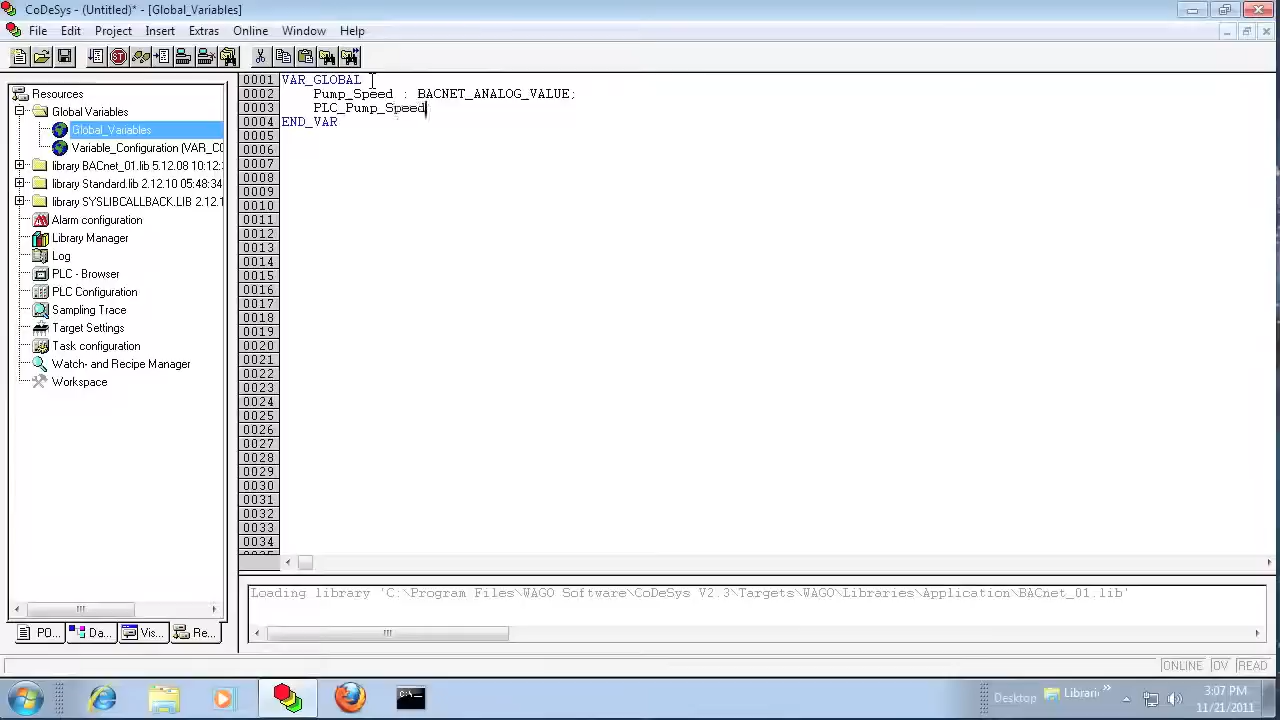 CoDeSys - (Untitled)* - [Global_Variables]
File Edit Project Insert Extras Online Window Help
Resources
Global Variables
Global_Variables
Variable_Configuration (VAR_CO
library BACnet_01.lib 5.12.08 10:12:
library Standard.lib 2.12.10 05:48:34
library SYSLIBCALLBACK.LIB 2.12.1
Alarm configuration
Library Manager
Log
PLC - Browser
PLC Configuration
Sampling Trace
Target Settings
Task configuration
Watch- and Recipe Manager
Workspace
PO... Da... Vis... Re...
0001 VAR_GLOBAL
0002 Pump_Speed : BACNET_ANALOG_VALUE;
0003 PLC_Pump_Speed
0004 END_VAR
0005
0006
0007
0008
0009
0010
0011
0012
0013
0014
0015
0016
0017
0018
0019
0020
0021
0022
0023
0024
0025
0026
0027
0028
0029
0030
0031
0032
0033
0034
Loading library 'C:\Program Files\WAGO Software\CoDeSys V2.3\Targets\WAGO\Libraries\Application\BACnet_01.lib'
ONLINE OV READ
Desktop Librari »
3:07 PM
11/21/2011